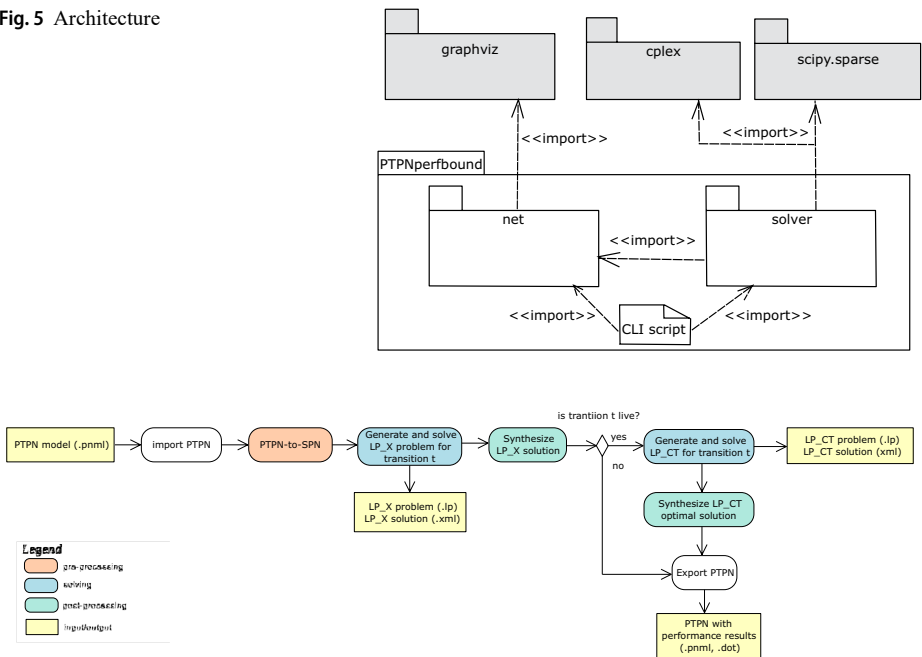 Fig. 5 Architecture
graphviz
cplex
scipy.sparse
<<import>>
<<import>>
PTPNperfbound
net
solver
<<import>>
<<import>>
<<import>>
CLI script
is trantiion t live?
PTPN model (.pnml)
import PTPN
PTPN-to-SPN
Generate and solve
LP_X problem for
transition t
Synthesize
LP_X solution
yes
no
Generate and solve
LP_CT for transition t
LP_CT problem (.lp)
LP_CT solution (xml)
LP_X problem (.lp)
LP_X solution (.xml)
Synthesize LP_CT
optimal solution
Export PTPN
PTPN with
performance results
(.pnml, .dot)
Legend
pre-processing
solving
post-processing
input/output